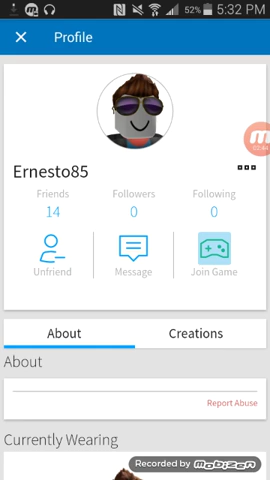 52% 5:32 PM
Profile
Ernesto85
Friends Followers Following
14 0 0
Unfriend Message Join Game
About Creations
About
Report Abuse
Currently Wearing
Recorded by mobizen